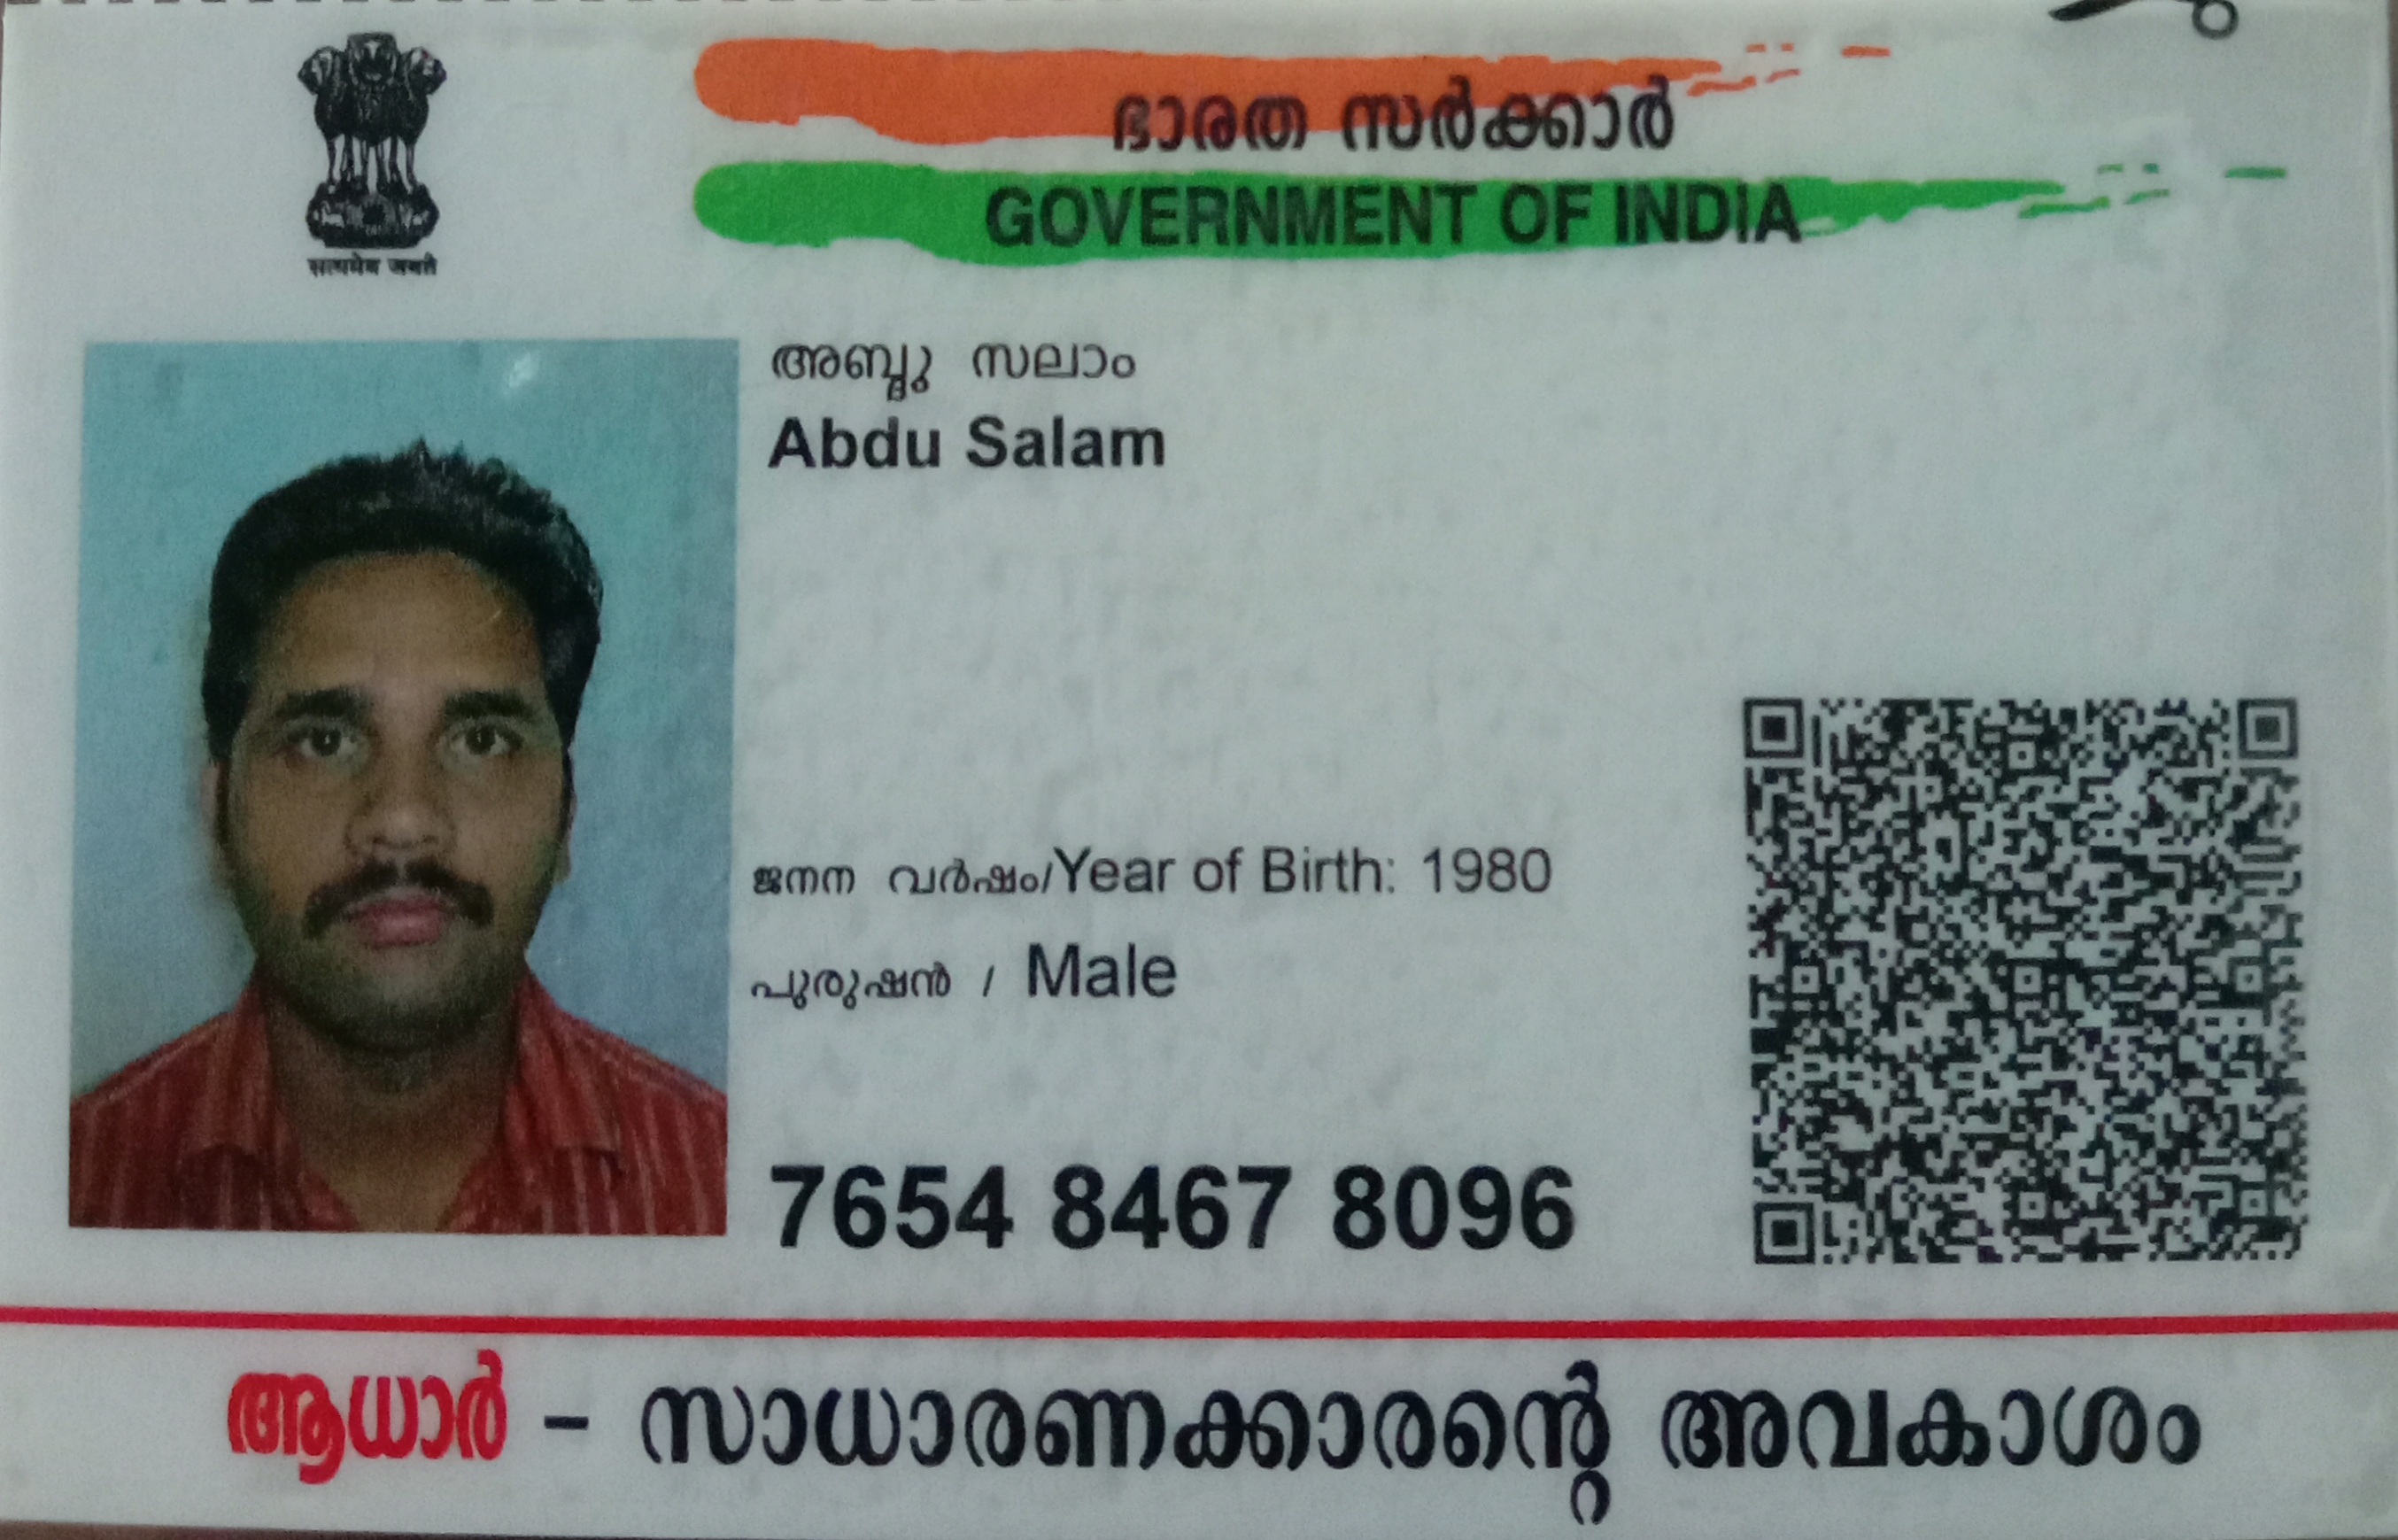 ഭാരത സർക്കാർ
GOVERNMENT OF INDIA
सत्यमेव जयते
അബ്ദു സലാം
Abdu Salam
ജനന വർഷം/Year of Birth: 1980
പുരുഷൻ / Male
7654 8467 8096
ആധാർ - സാധാരണക്കാരന്റെ അവകാശം